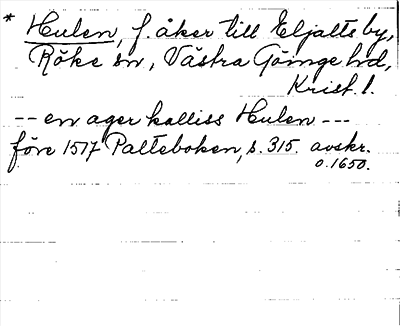 * Hulen, f. åker till Eljalts by,
Röke sn, Västra Göinge hd,
Krist. l.
-- en ager kalliss Hulen ---
före 1517 Palteboken, s. 315. avskr.
o. 1650.